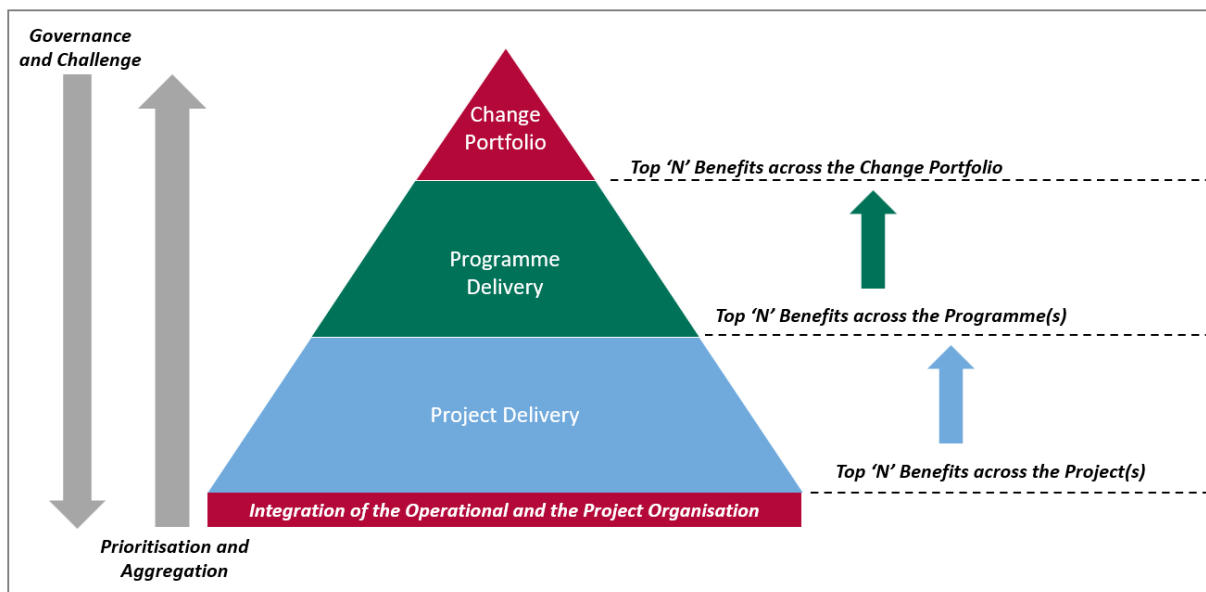 Governance
and Challenge
Change
Portfolio
Top ‘N’ Benefits across the Change Portfolio
Programme
Delivery
Top ‘N’ Benefits across the Programme(s)
Project Delivery
Top ‘N’ Benefits across the Project(s)
Integration of the Operational and the Project Organisation
Prioritisation and
Aggregation